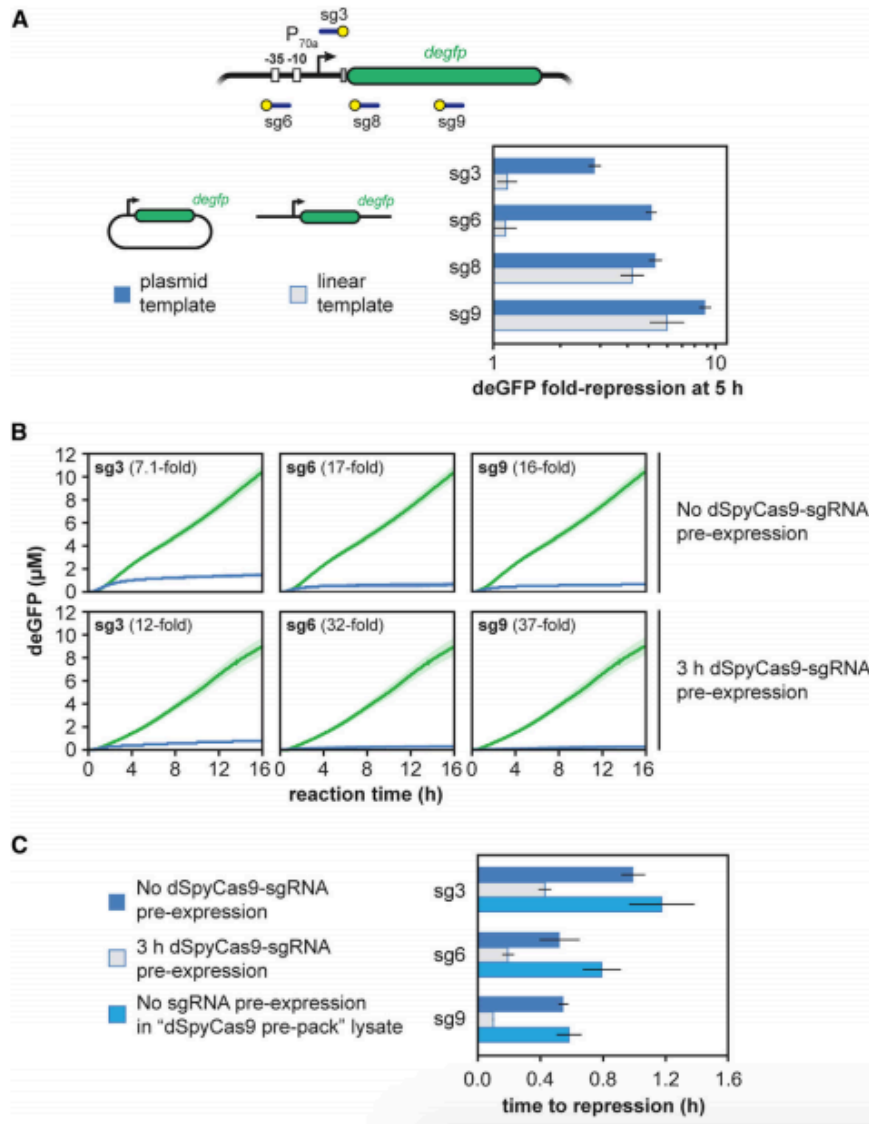 A
sg3
P70a
-35 -10
degfp
sg6
sg8
sg9
degfp
degfp
plasmid
template
linear
template
sg3
sg6
sg8
sg9
1
10
deGFP fold-repression at 5 h
B
12
10
8
6
4
2
0
sg3 (7.1-fold)
sg6 (17-fold)
sg9 (16-fold)
No dSpyCas9-sgRNA
pre-expression
deGFP (µM)
12
10
8
6
4
2
0
sg3 (12-fold)
sg6 (32-fold)
sg9 (37-fold)
3 h dSpyCas9-sgRNA
pre-expression
0 4 8 12 16 4 8 12 16 4 8 12 16
reaction time (h)
C
No dSpyCas9-sgRNA
pre-expression
3 h dSpyCas9-sgRNA
pre-expression
No sgRNA pre-expression
in “dSpyCas9 pre-pack” lysate
sg3
sg6
sg9
0.0 0.4 0.8 1.2 1.6
time to repression (h)